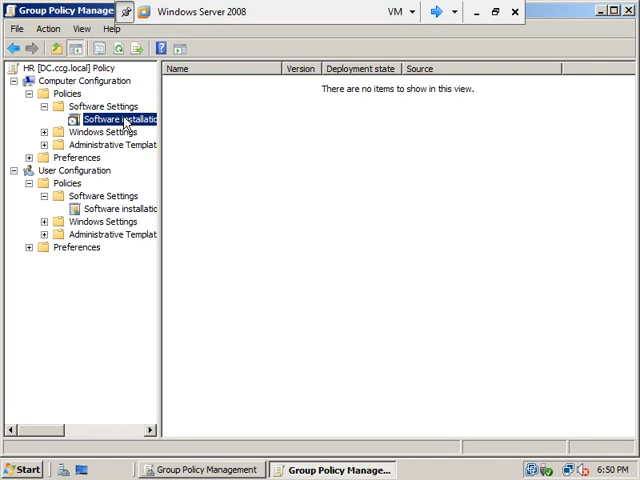 Group Policy Manage
Windows Server 2008
VM
File Action View Help
HR [DC.ccg.local] Policy
Computer Configuration
Policies
Software Settings
Software installatio
Windows Settings
Administrative Templat
Preferences
User Configuration
Policies
Software Settings
Software installatio
Windows Settings
Administrative Templat
Preferences
Name Version Deployment state Source
There are no items to show in this view.
Start Group Policy Management Group Policy Manage... 6:50 PM